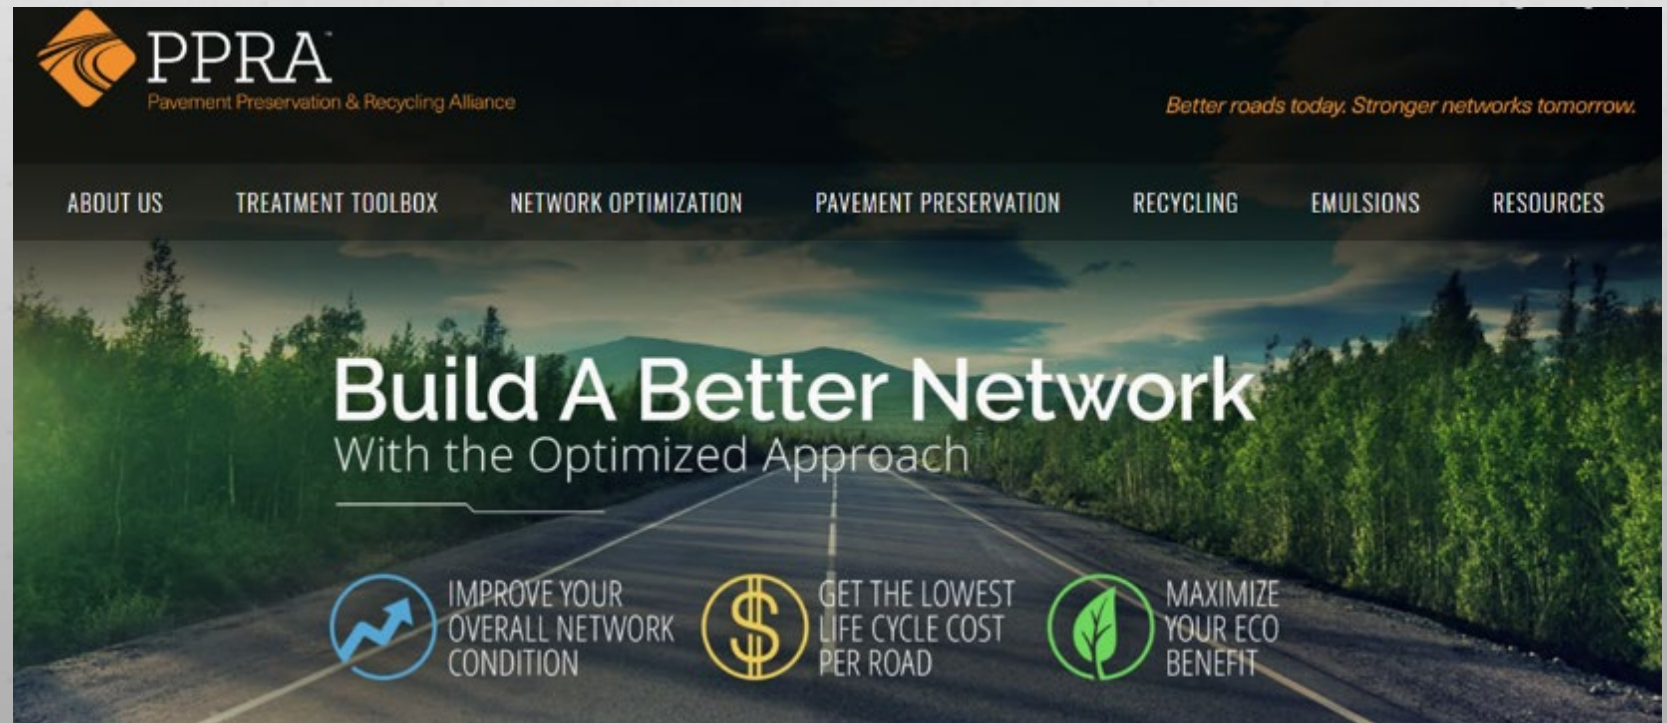 PPRA™
Pavement Preservation & Recycling Alliance
Better roads today. Stronger networks tomorrow.
ABOUT US TREATMENT TOOLBOX NETWORK OPTIMIZATION PAVEMENT PRESERVATION RECYCLING EMULSIONS RESOURCES
Build A Better Network
With the Optimized Approach
IMPROVE YOUR
OVERALL NETWORK
CONDITION
GET THE LOWEST
LIFE CYCLE COST
PER ROAD
MAXIMIZE
YOUR ECO
BENEFIT